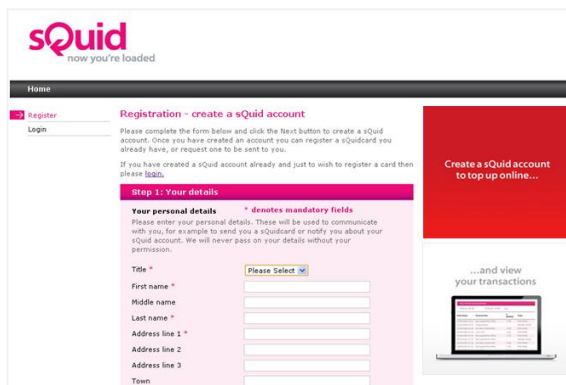 sQuid
now you're loaded
Home
Register
Login
Registration - create a sQuid account
Please complete the form below and click the Next button to create a sQuid
account. Once you have created an account you can register a sQuidcard you
already have, or request one to be sent to you.
If you have created a sQuid account already and just to wish to register a card then
please login.
Step 1: Your details
Your personal details * denotes mandatory fields
Please enter your personal details. These will be used to communicate
with you, for example to send you a sQuidcard or notify you about your
sQuid account. We will never pass on your details without your
permission.
Title * Please Select
First name *
Middle name
Last name *
Address line 1 *
Address line 2
Address line 3
Town
Create a sQuid account
to top up online...
...and view
your transactions